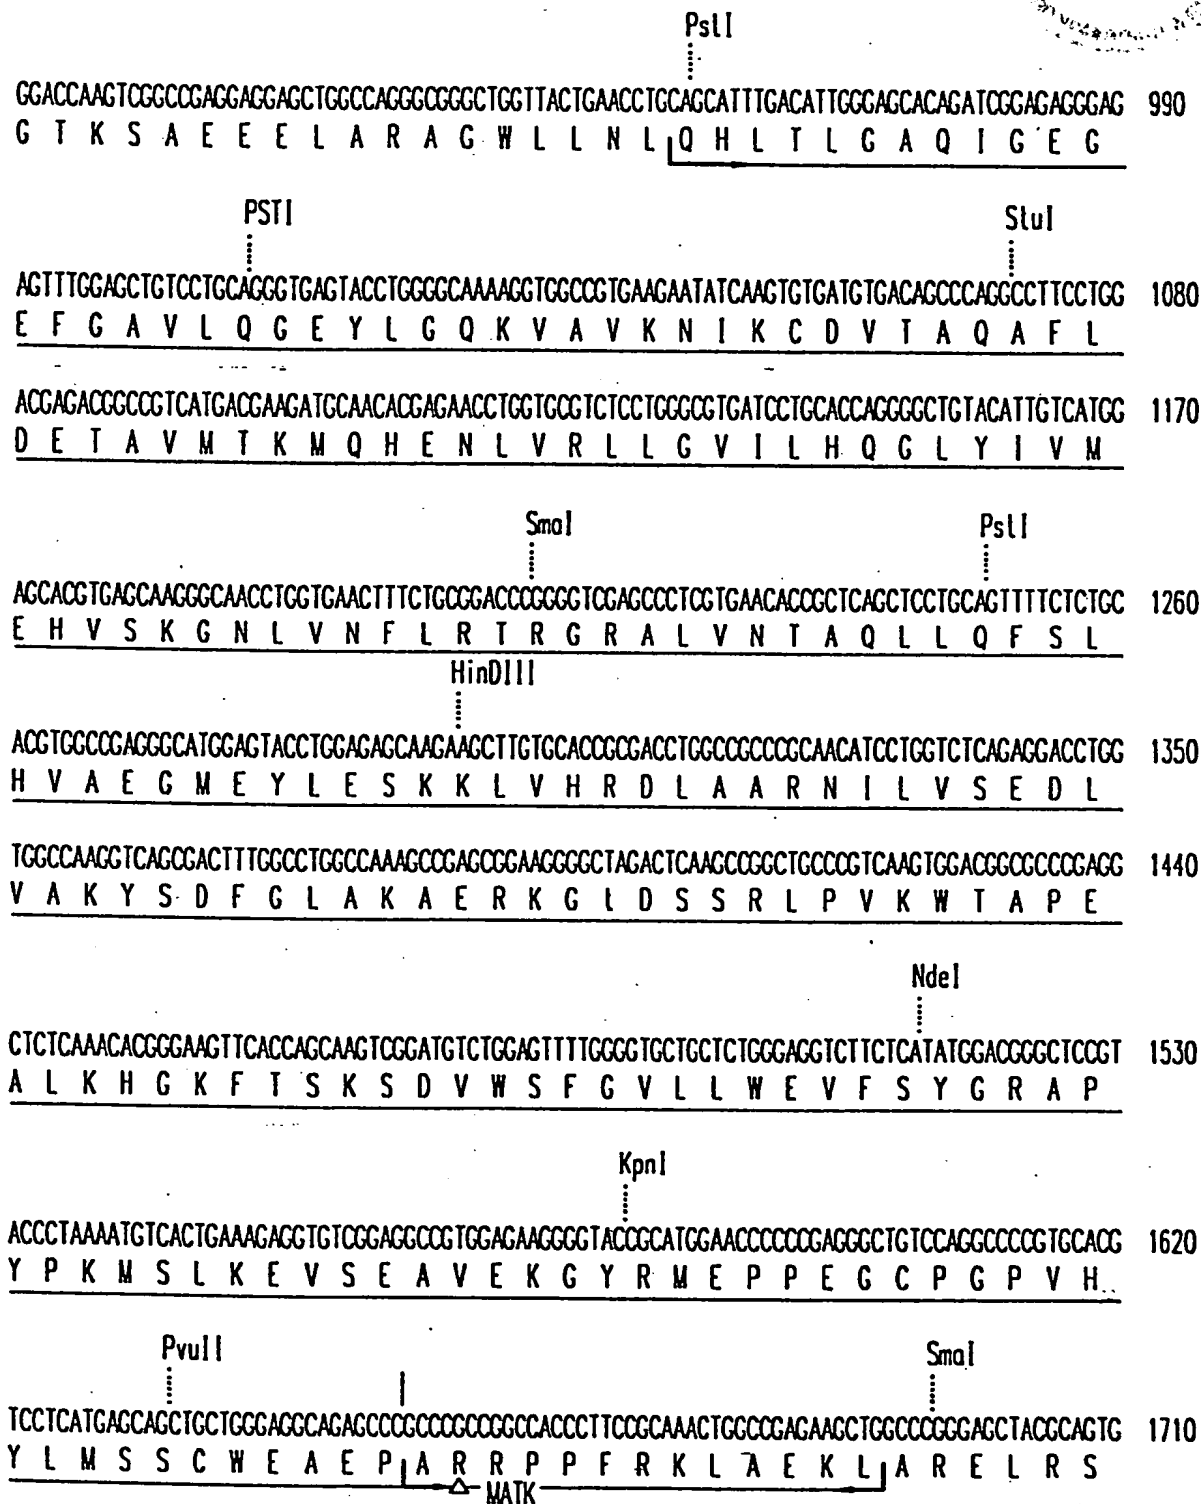 PstI
GGACCAAGTCGGCCGAGGAGGAGCTGGCCAGGGCGGGCTGGTTACTGAACCTGCAGCATTTGACATTGGGAGCACAGATCGGAGAGGGAG 990
G T K S A E E E L A R A G W L L N L Q H L T L G A Q I G E G
PSTI StuI
AGTTTGGAGCTGTCCTGCAGGGTGAGTACCTGGGGCAAAAGGTGGCCGTGAAGAATATCAAGTGTGATGTGACAGCCCAGGCCTTCCTGG 1080
E F G A V L Q G E Y L G Q K V A V K N I K C D V T A Q A F L
ACGAGACGGCCGTCATGACGAAGATGCAACACGAGAACCTGGTGCGTCTCCTGGGCGTGATCCTGCACCAGGGGCTGTACATTGTCATGG 1170
D E T A V M T K M Q H E N L V R L L G V I L H Q G L Y I V M
SmaI PstI
AGCACGTGAGCAAGGGCAACCTGGTGAACTTTCTGCGGACCCGGGGTCGAGCCCTCGTGAACACCGCTCAGCTCCTGCAGTTTTCTCTGC 1260
E H V S K G N L V N F L R T R G R A L V N T A Q L L Q F S L
HinDIII
ACGTGGCCGAGGGCATGGAGTACCTGGAGAGCAAGAAGCTTGTGCACCGCGACCTGGCCGCCCGCAACATCCTGGTCTCAGAGGACCTGG 1350
H V A E G M E Y L E S K K L V H R D L A A R N I L V S E D L
TGGCCAAGGTCAGCGACTTTGGCCTGGCCAAAGCCGAGCGGAAGGGGCTAGACTCAAGCCGGCTGCCCGTCAAGTGGACGGCGCCCGAGG 1440
V A K Y S D F G L A K A E R K G L D S S R L P V K W T A P E
NdeI
CTCTCAAACACGGGAAGTTCACCAGCAAGTCGGATGTCTGGAGTTTTGGGGTGCTGCTCTGGGAGGTCTTCTCATATGGACGGGCTCCGT 1530
A L K H G K F T S K S D V W S F G V L L W E V F S Y G R A P
KpnI
ACCCTAAAATGTCACTGAAAGAGGTGTCGGAGGCCGTGGAGAAGGGGTACCGCATGGAACCCCCCGAGGGCTGTCCAGGCCCCGTGCACG 1620
Y P K M S L K E V S E A V E K G Y R M E P P E G C P G P V H
PvuII SmaI
TCCTCATGAGCAGCTGCTGGGAGGCAGAGCCCGCCCGCCGGCCACCCTTCCGCAAACTGGCCGAGAAGCTGGCCCGGGAGCTACGCAGTG 1710
Y L M S S C W E A E P A R R P P F R K L A E K L A R E L R S
MATK